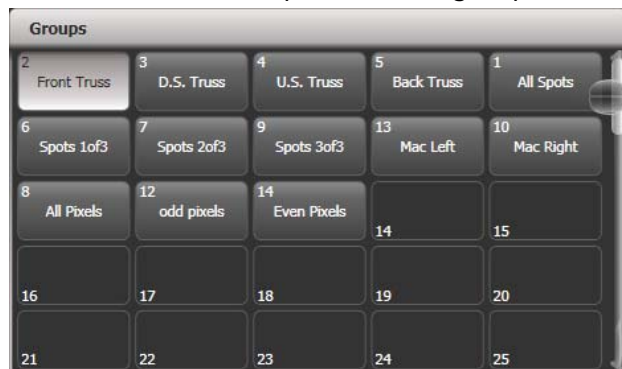 Groups
2 3 4 5 1
Front Truss D.S. Truss U.S. Truss Back Truss All Spots
6 7 9 13 10
Spots 1of3 Spots 2of3 Spots 3of3 Mac Left Mac Right
8 12 14
All Pixels odd pixels Even Pixels
14 15
16 17 18 19 20
21 22 23 24 25